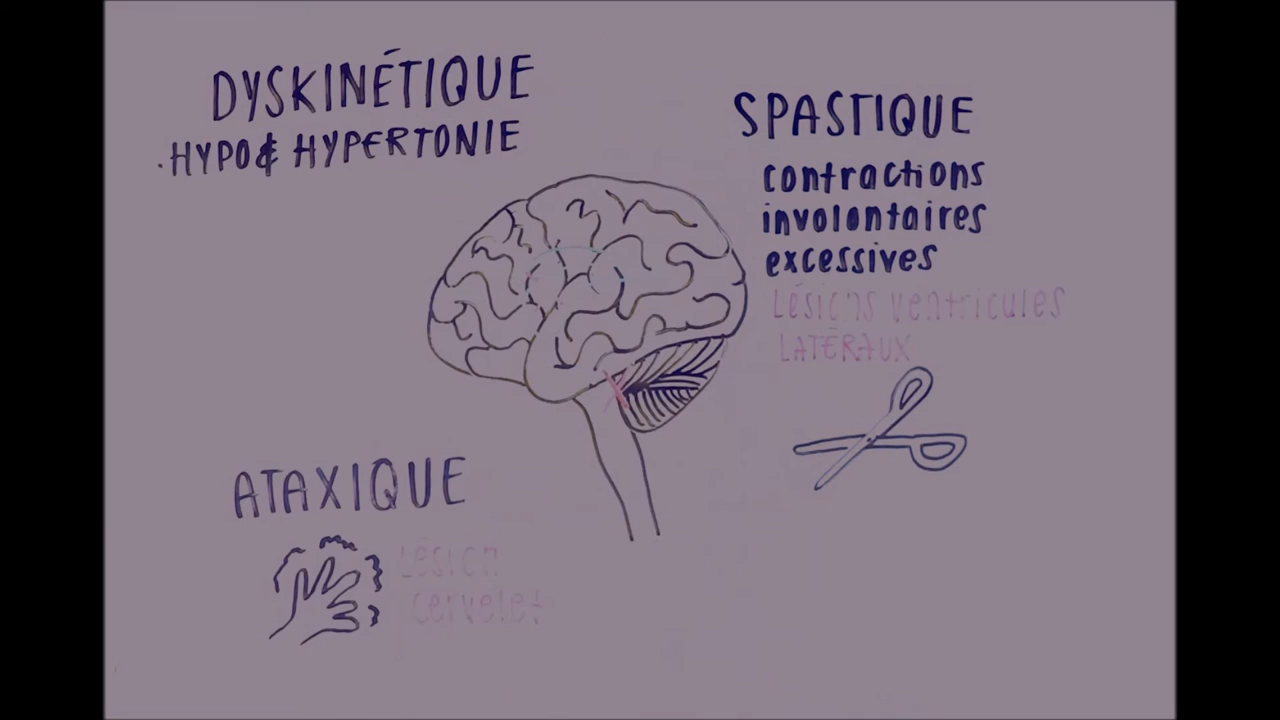 DYSKINÉTIQUE
·HYPO& HYPERTONIE
SPASTIQUE
contractions
involontaires
excessives
Lésions ventricules
LATÉRAUX
ATAXIQUE
Lésion
cervelet